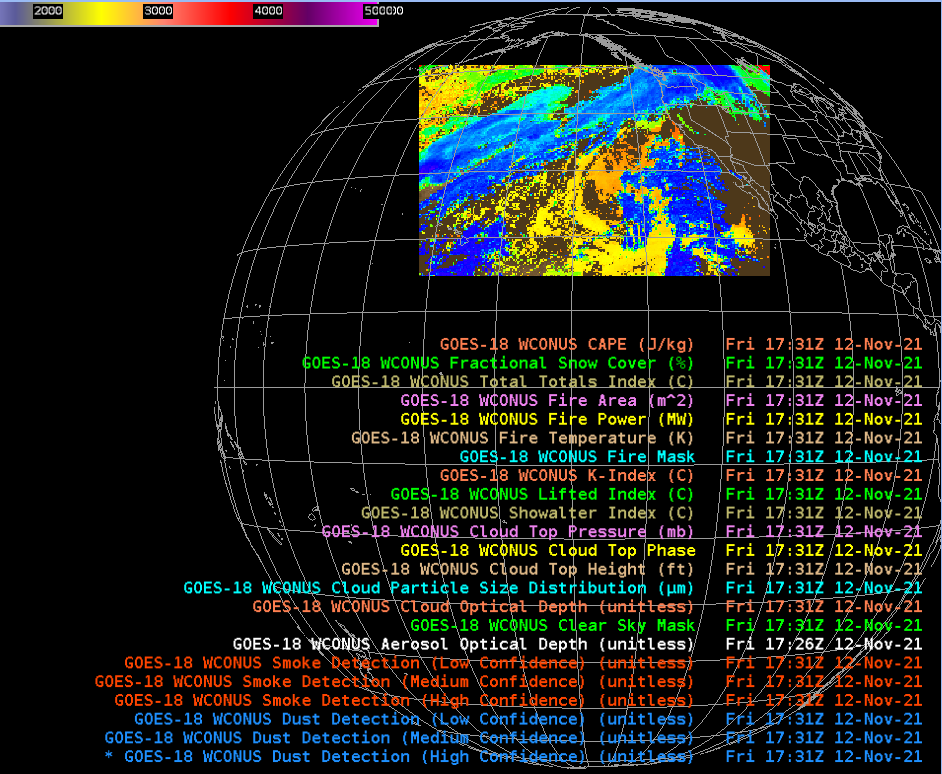 2000 3000 4000
GOES-18 WCONUS CAPE (J/kg) Fri 17:31Z 12-Nov-21
GOES-18 WCONUS Fractional Snow Cover (%) Fri 17:31Z 12-Nov-21
GOES-18 WCONUS Total Totals Index (C) Fri 17:31Z 12-Nov-21
GOES-18 WCONUS Fire Area (m^2) Fri 17:31Z 12-Nov-21
GOES-18 WCONUS Fire Power (MW) Fri 17:31Z 12-Nov-21
GOES-18 WCONUS Fire Temperature (K) Fri 17:31Z 12-Nov-21
GOES-18 WCONUS Fire Mask Fri 17:31Z 12-Nov-21
GOES-18 WCONUS K-Index (C) Fri 17:31Z 12-Nov-21
GOES-18 WCONUS Lifted Index (C) Fri 17:31Z 12-Nov-21
GOES-18 WCONUS Showalter Index (C) Fri 17:31Z 12-Nov-21
GOES-18 WCONUS Cloud Top Pressure (mb) Fri 17:31Z 12-Nov-21
GOES-18 WCONUS Cloud Top Phase Fri 17:31Z 12-Nov-21
GOES-18 WCONUS Cloud Top Height (ft) Fri 17:31Z 12-Nov-21
GOES-18 WCONUS Cloud Particle Size Distribution (µm) Fri 17:31Z 12-Nov-21
GOES-18 WCONUS Cloud Optical Depth (unitless) Fri 17:31Z 12-Nov-21
GOES-18 WCONUS Clear Sky Mask Fri 17:31Z 12-Nov-21
GOES-18 WCONUS Aerosol Optical Depth (unitless) Fri 17:26Z 12-Nov-21
GOES-18 WCONUS Smoke Detection (Low Confidence) (unitless) Fri 17:31Z 12-Nov-21
GOES-18 WCONUS Smoke Detection (Medium Confidence) (unitless) Fri 17:31Z 12-Nov-21
GOES-18 WCONUS Smoke Detection (High Confidence) (unitless) Fri 17:31Z 12-Nov-21
GOES-18 WCONUS Dust Detection (Low Confidence) (unitless) Fri 17:31Z 12-Nov-21
GOES-18 WCONUS Dust Detection (Medium Confidence) (unitless) Fri 17:31Z 12-Nov-21
* GOES-18 WCONUS Dust Detection (High Confidence) (unitless) Fri 17:31Z 12-Nov-21